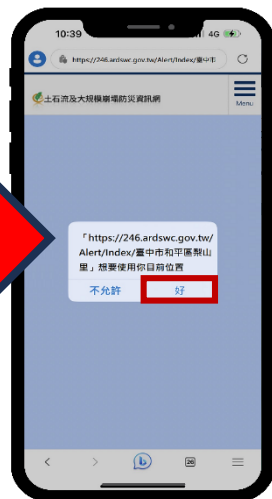 10:39
4G
https://246.ardswc.gov.tw/Alert/Index/臺中市
土石流及大規模崩塌防災資訊網
Menu
「https://246.ardswc.gov.tw/
Alert/Index/臺中市和平區梨山
里」想要使用你目前位置
不允許
好
26